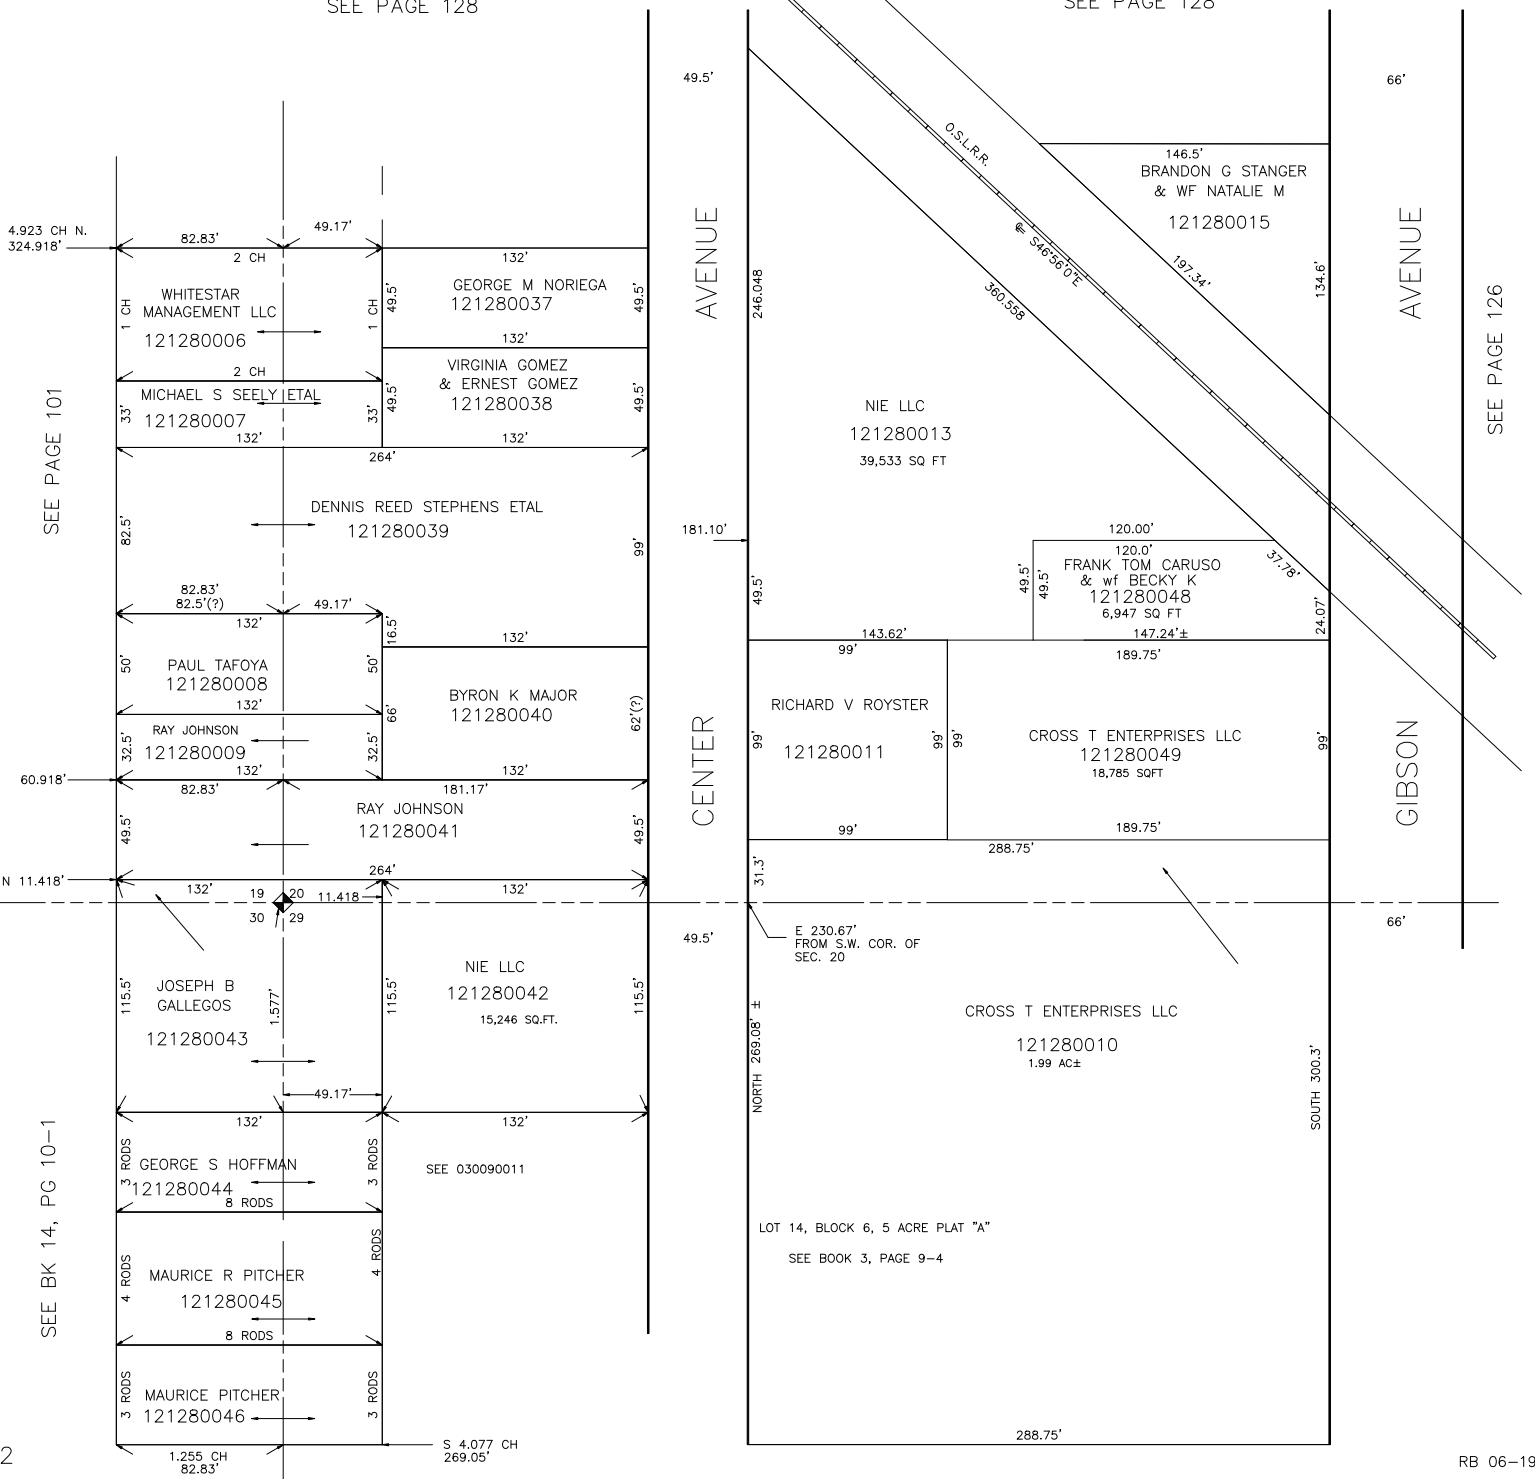 SEE PAGE 128
SEE PAGE 128
49.5'
66'
O.S.L.R.R.
146.5'
BRANDON G STANGER
& WF NATALIE M
121280015
4.923 CH N.
324.918'
82.83'
49.17'
2 CH
132'
AVENUE
AVENUE
S46°56'0"E
197.34'
134.6'
246.048
360.558
WHITESTAR
MANAGEMENT LLC
121280006
1 CH
1 CH
49.5'
GEORGE M NORIEGA
121280037
49.5'
132'
SEE PAGE 126
2 CH
VIRGINIA GOMEZ
& ERNEST GOMEZ
121280038
49.5'
49.5'
MICHAEL S SEELY ETAL
121280007
33'
33'
132'
132'
264'
SEE PAGE 101
NIE LLC
121280013
39,533 SQ FT
DENNIS REED STEPHENS ETAL
121280039
82.5'
99'
181.10'
120.00'
120.0'
FRANK TOM CARUSO
& wf BECKY K
121280048
6,947 SQ FT
37.78'
49.5'
49.5'
49.5'
24.07'
82.83'
82.5'(?)
49.17'
132'
16.5'
132'
143.62'
147.24'±
99'
189.75'
PAUL TAFOYA
121280008
50'
50'
132'
BYRON K MAJOR
121280040
66'
62'(?)
RICHARD V ROYSTER
121280011
99'
99'
99'
CROSS T ENTERPRISES LLC
121280049
18,785 SQFT
99'
CENTER
GIBSON
RAY JOHNSON
121280009
32.5'
32.5'
60.918'
132'
132'
82.83'
181.17'
RAY JOHNSON
121280041
49.5'
49.5'
99'
189.75'
288.75'
31.3'
N 11.418'
264'
132'
132'
19
20
30
29
11.418
49.5'
66'
E 230.67'
FROM S.W. COR. OF
SEC. 20
JOSEPH B
GALLEGOS
121280043
115.5'
1.577'
115.5'
NIE LLC
121280042
15,246 SQ.FT.
115.5'
NORTH 269.08' ±
CROSS T ENTERPRISES LLC
121280010
1.99 AC±
SOUTH 300.3'
49.17'
132'
132'
SEE BK 14, PG 10-1
3 RODS
GEORGE S HOFFMAN
121280044
3 RODS
SEE 030090011
8 RODS
LOT 14, BLOCK 6, 5 ACRE PLAT "A"
SEE BOOK 3, PAGE 9-4
4 RODS
MAURICE R PITCHER
121280045
4 RODS
8 RODS
3 RODS
MAURICE PITCHER
121280046
3 RODS
288.75'
S 4.077 CH
269.05'
1.255 CH
82.83'
2
RB 06-19